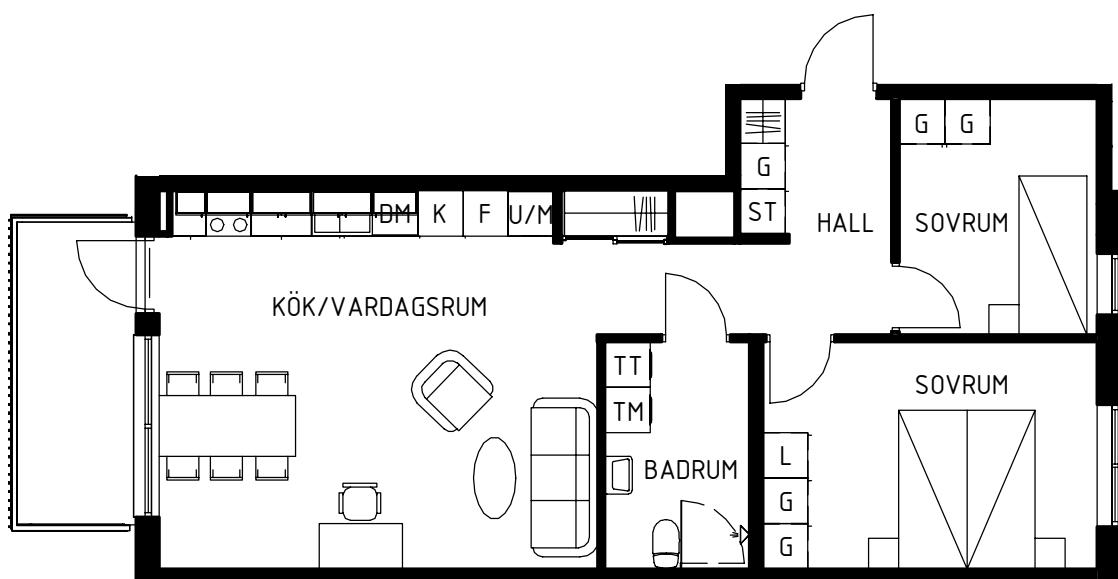 G G
G
ST
HALL
SOVRUM
DM K F U/M
KÖK/VARDAGSRUM
TT
TM
BADRUM
SOVRUM
L
G
G